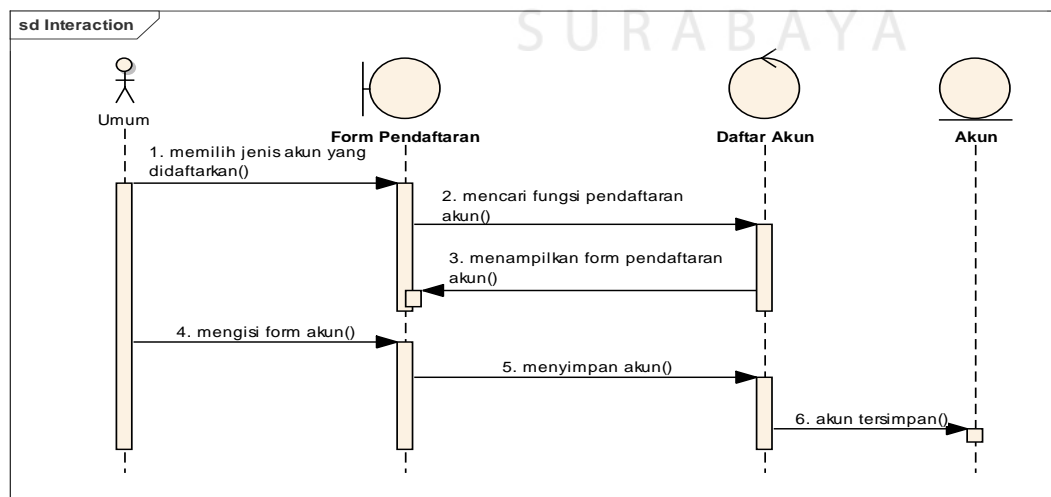 SURABAYA
sd Interaction
Umum
Form Pendaftaran
Daftar Akun
Akun
1. memilih jenis akun yang
didaftarkan()
2. mencari fungsi pendaftaran
akun()
3. menampilkan form pendaftaran
akun()
4. mengisi form akun()
5. menyimpan akun()
6. akun tersimpan()